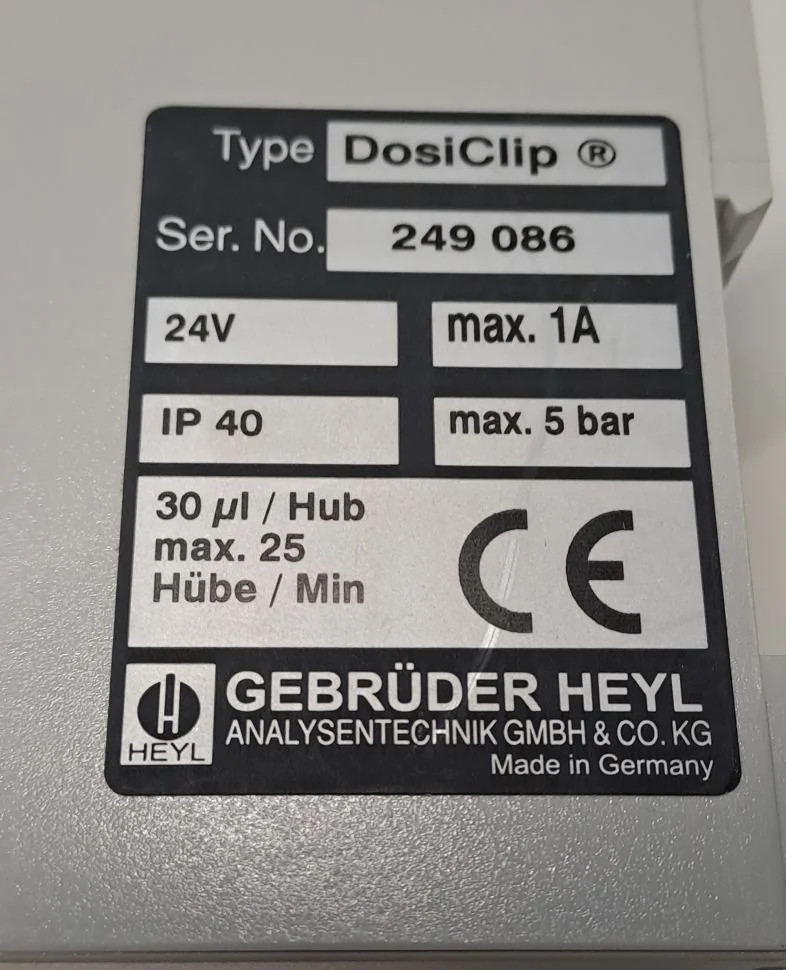 Type DosiClip ®
Ser. No. 249 086
24V max. 1A
IP 40 max. 5 bar
30 µl / Hub
max. 25
Hübe / Min
CE
GEBRÜDER HEYL
ANALYSENTECHNIK GMBH & CO. KG
HEYL
Made in Germany